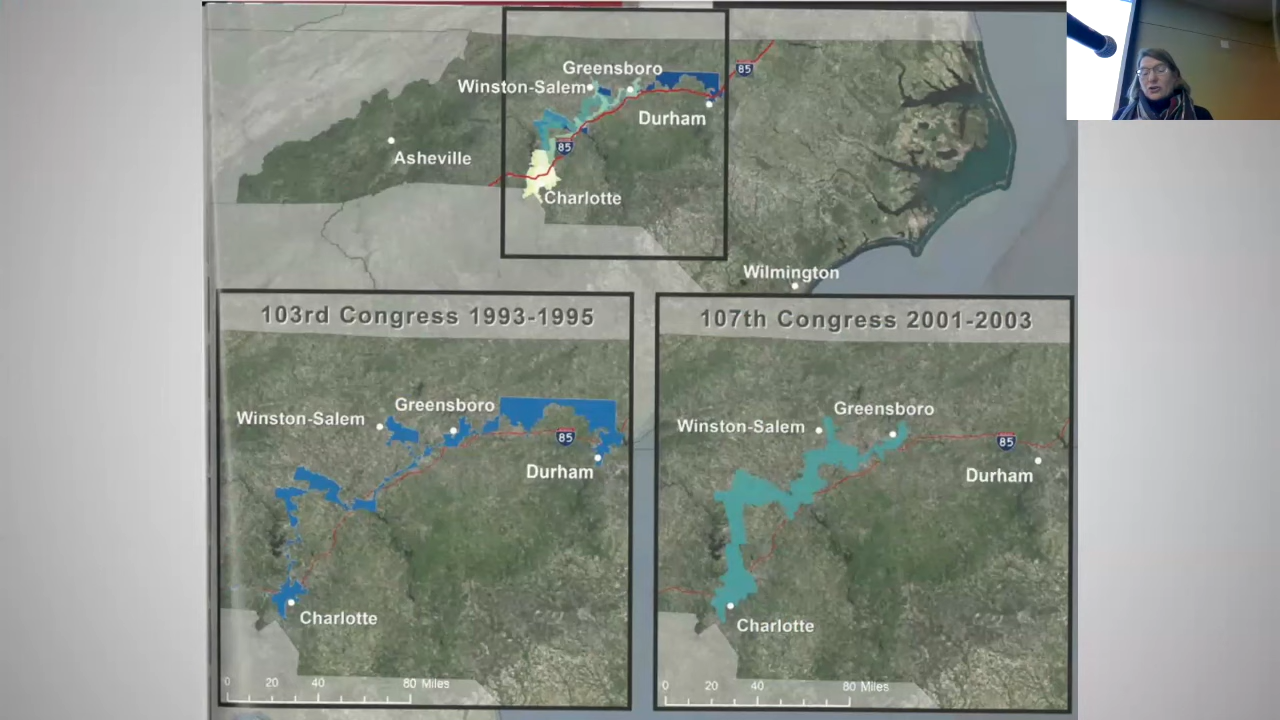 Greensboro
85
Winston-Salem
Durham
85
Asheville
Charlotte
Wilmington
103rd Congress 1993-1995
Greensboro
Winston-Salem
85
Durham
Charlotte
0 20 40 80 Miles
107th Congress 2001-2003
Greensboro
Winston-Salem
85
Durham
Charlotte
0 20 40 80 Miles